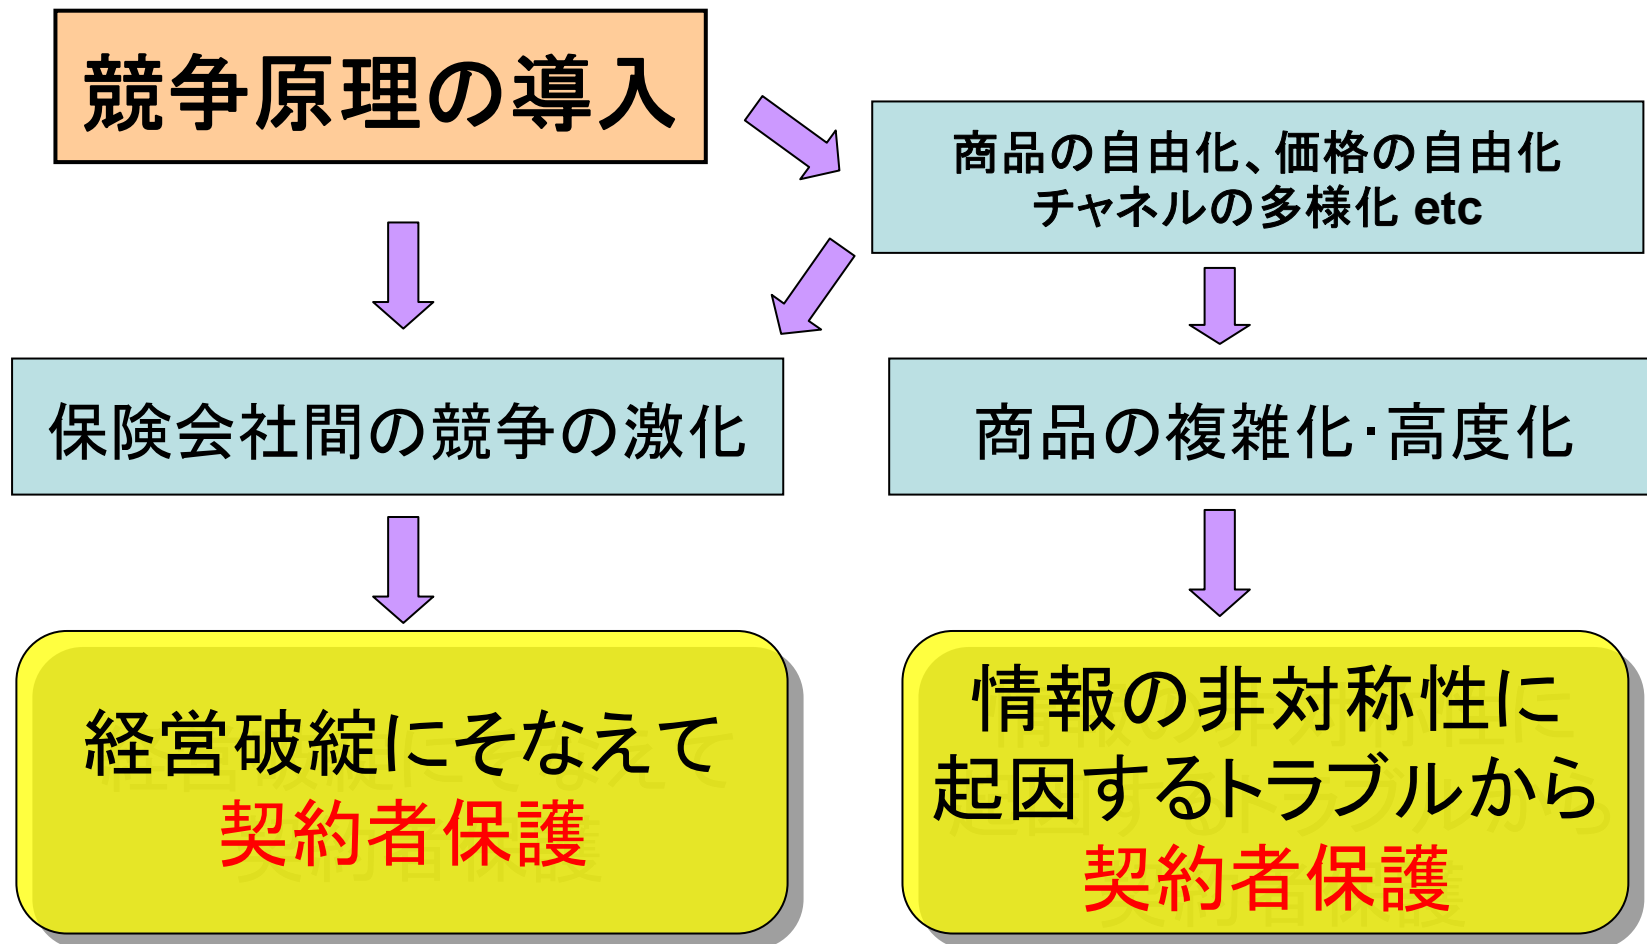 競争原理の導入
商品の自由化、価格の自由化
チャネルの多様化 etc
保険会社間の競争の激化
商品の複雑化・高度化
経営破綻にそなえて
契約者保護
情報の非対称性に
起因するトラブルから
契約者保護